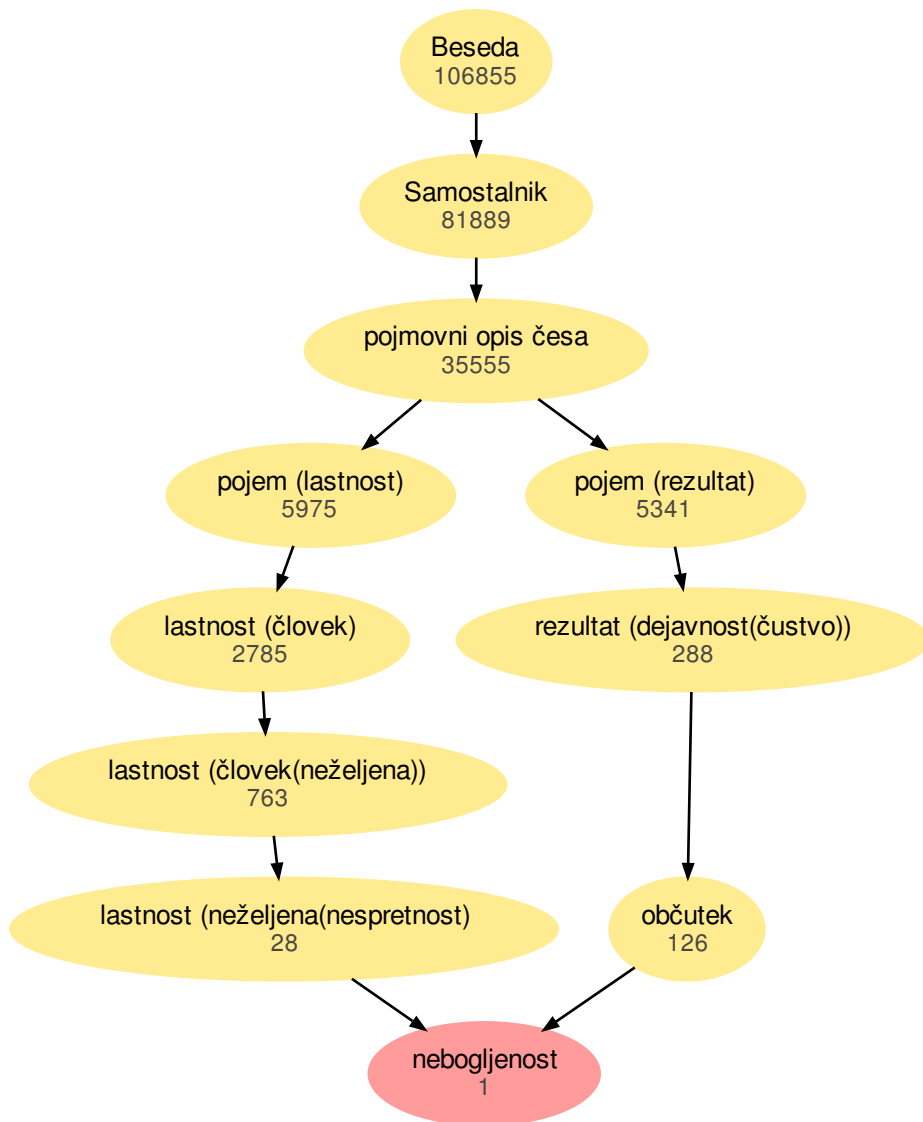 Beseda
106855
Samostalnik
81889
pojmovni opis česa
35555
pojem (lastnost)
5975
pojem (rezultat)
5341
lastnost (človek)
2785
rezultat (dejavnost(čustvo))
288
lastnost (človek(neželjena))
763
lastnost (neželjena(nespretnost)
28
občutek
126
nebogljenost
1